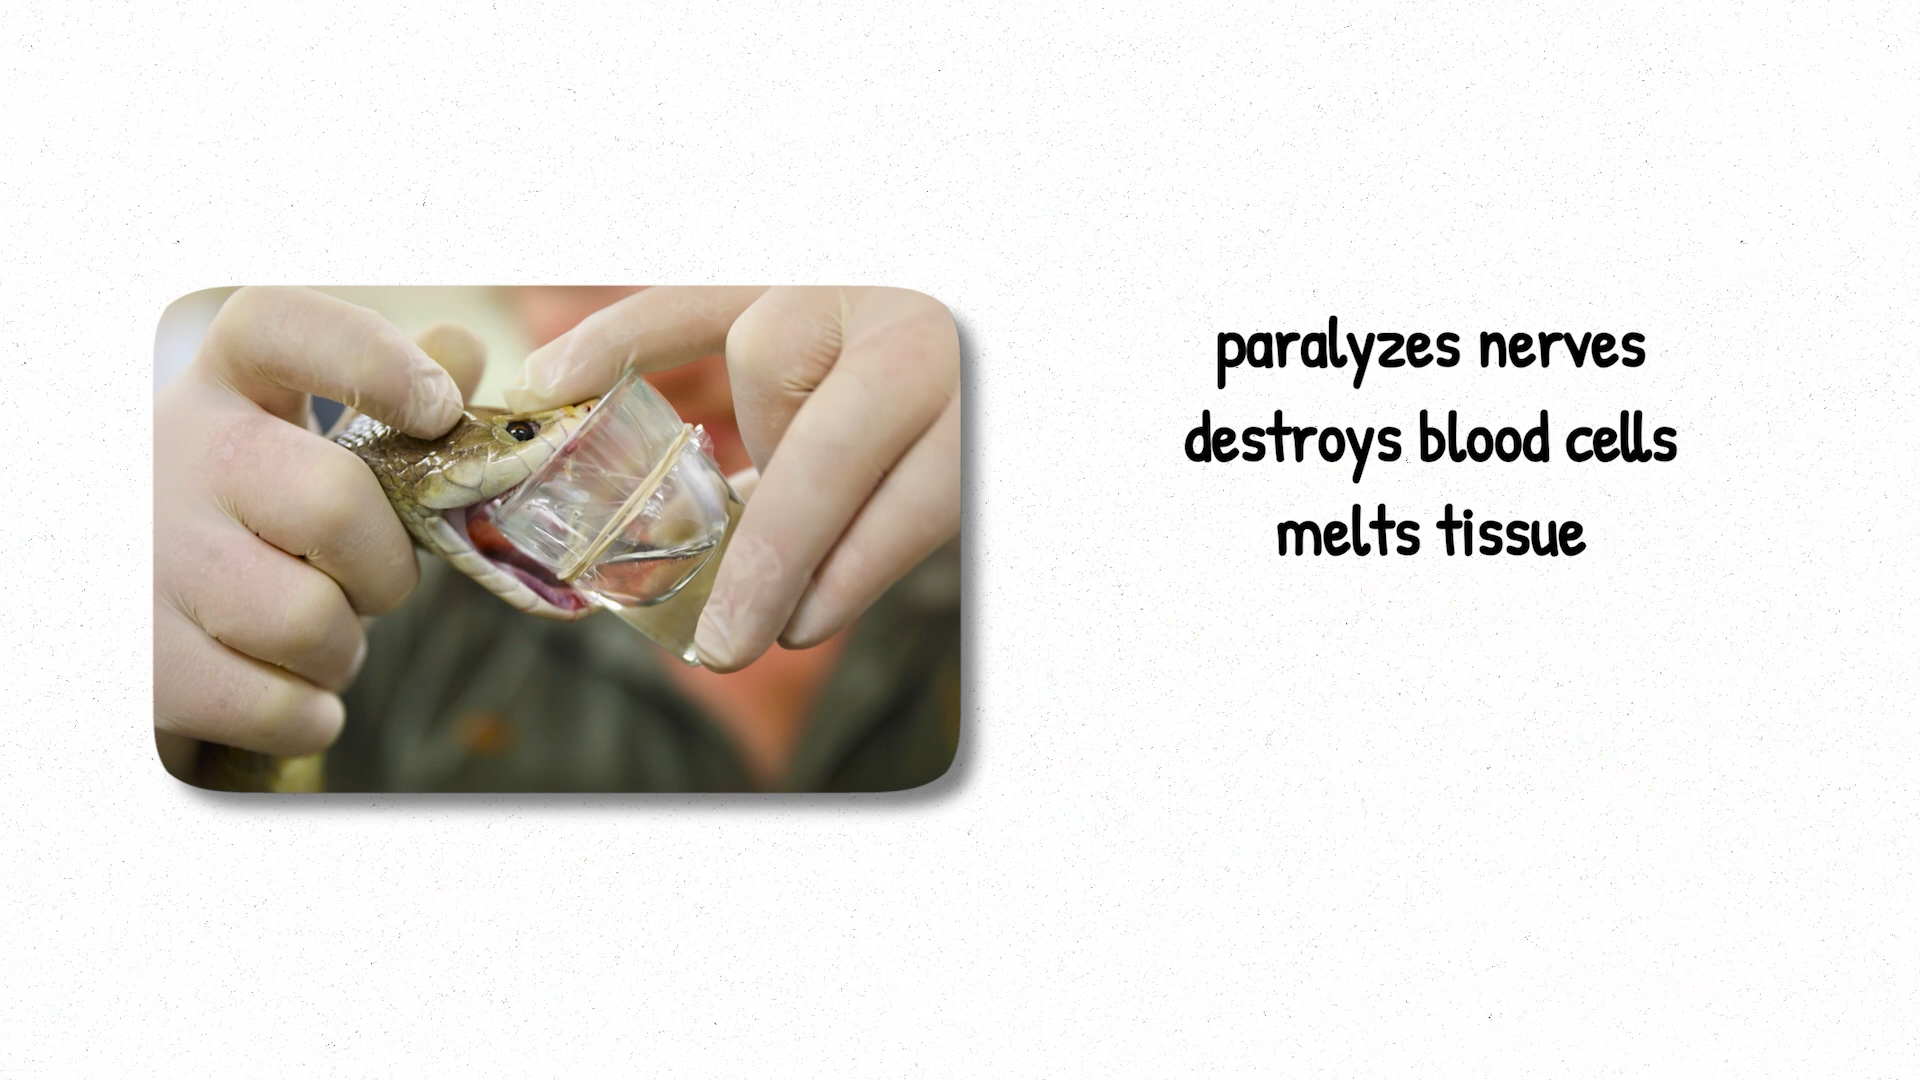 paralyzes nerves
destroys blood cells
melts tissue